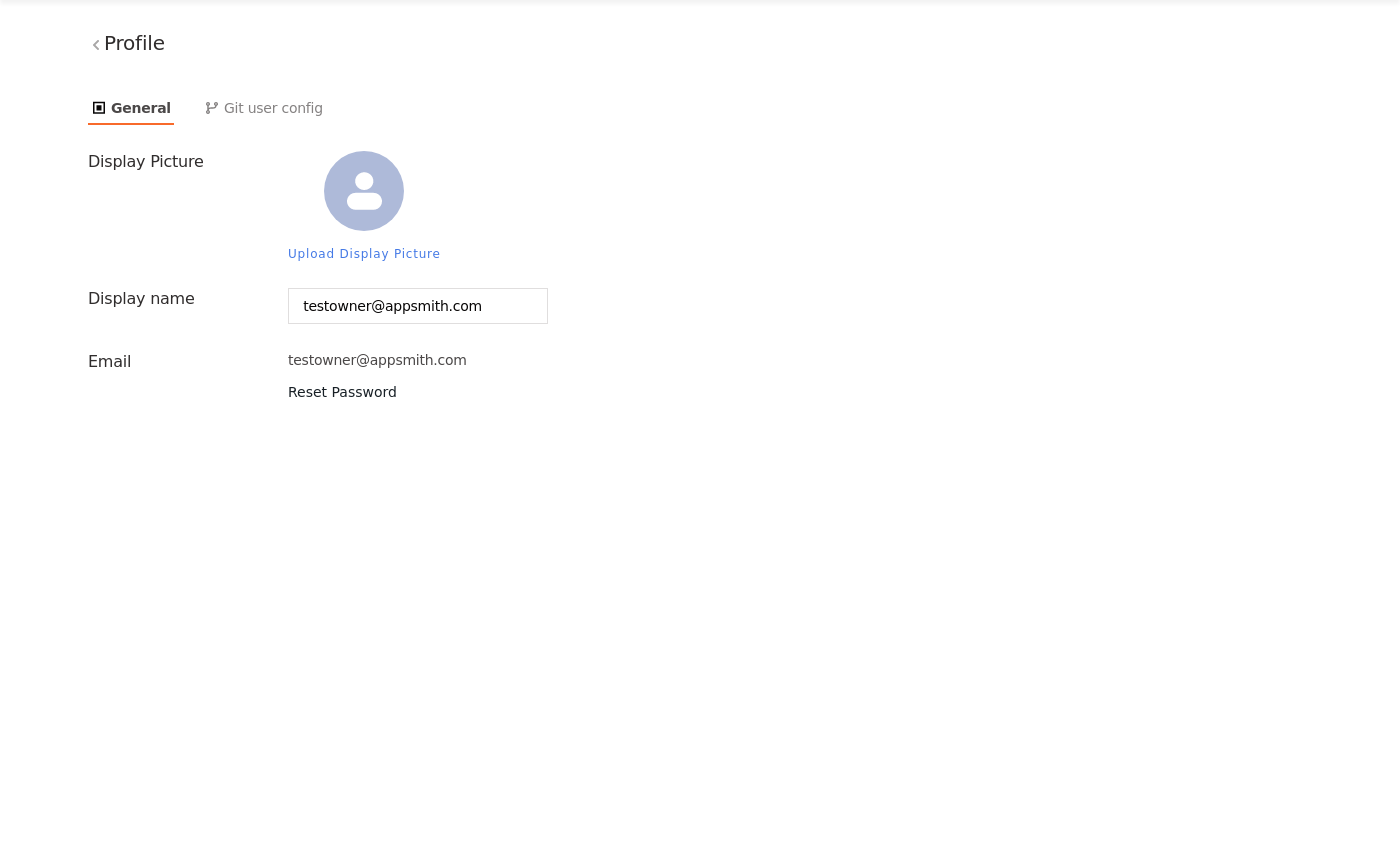 Profile
General
Git user config
Display Picture
Upload Display Picture
Display name
testowner@appsmith.com
Email
testowner@appsmith.com
Reset Password